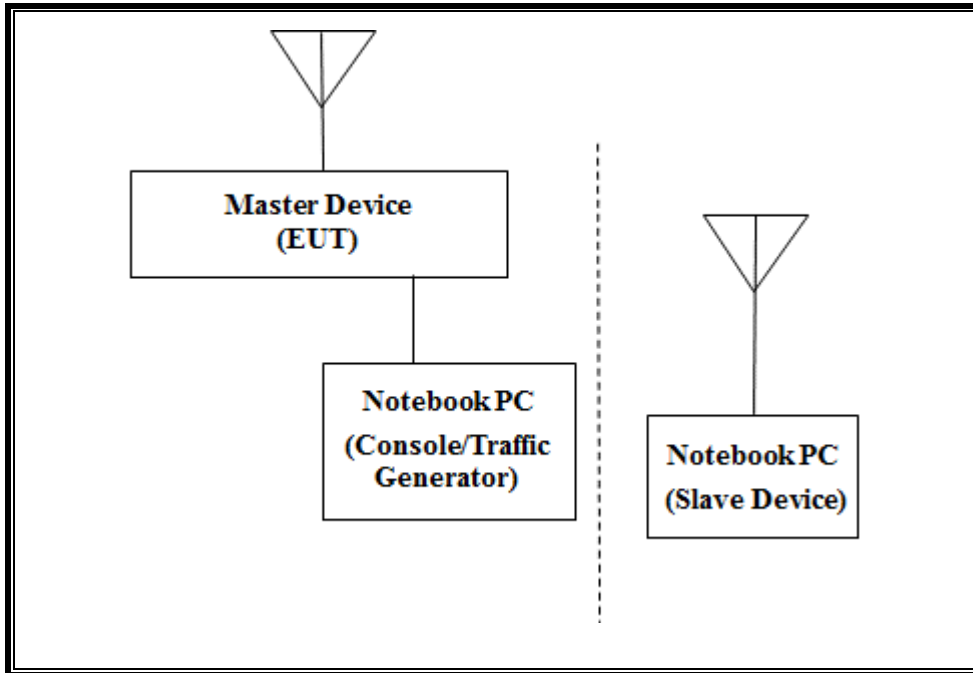 Master Device
(EUT)
Notebook PC
(Console/Traffic
Generator)
Notebook PC
(Slave Device)